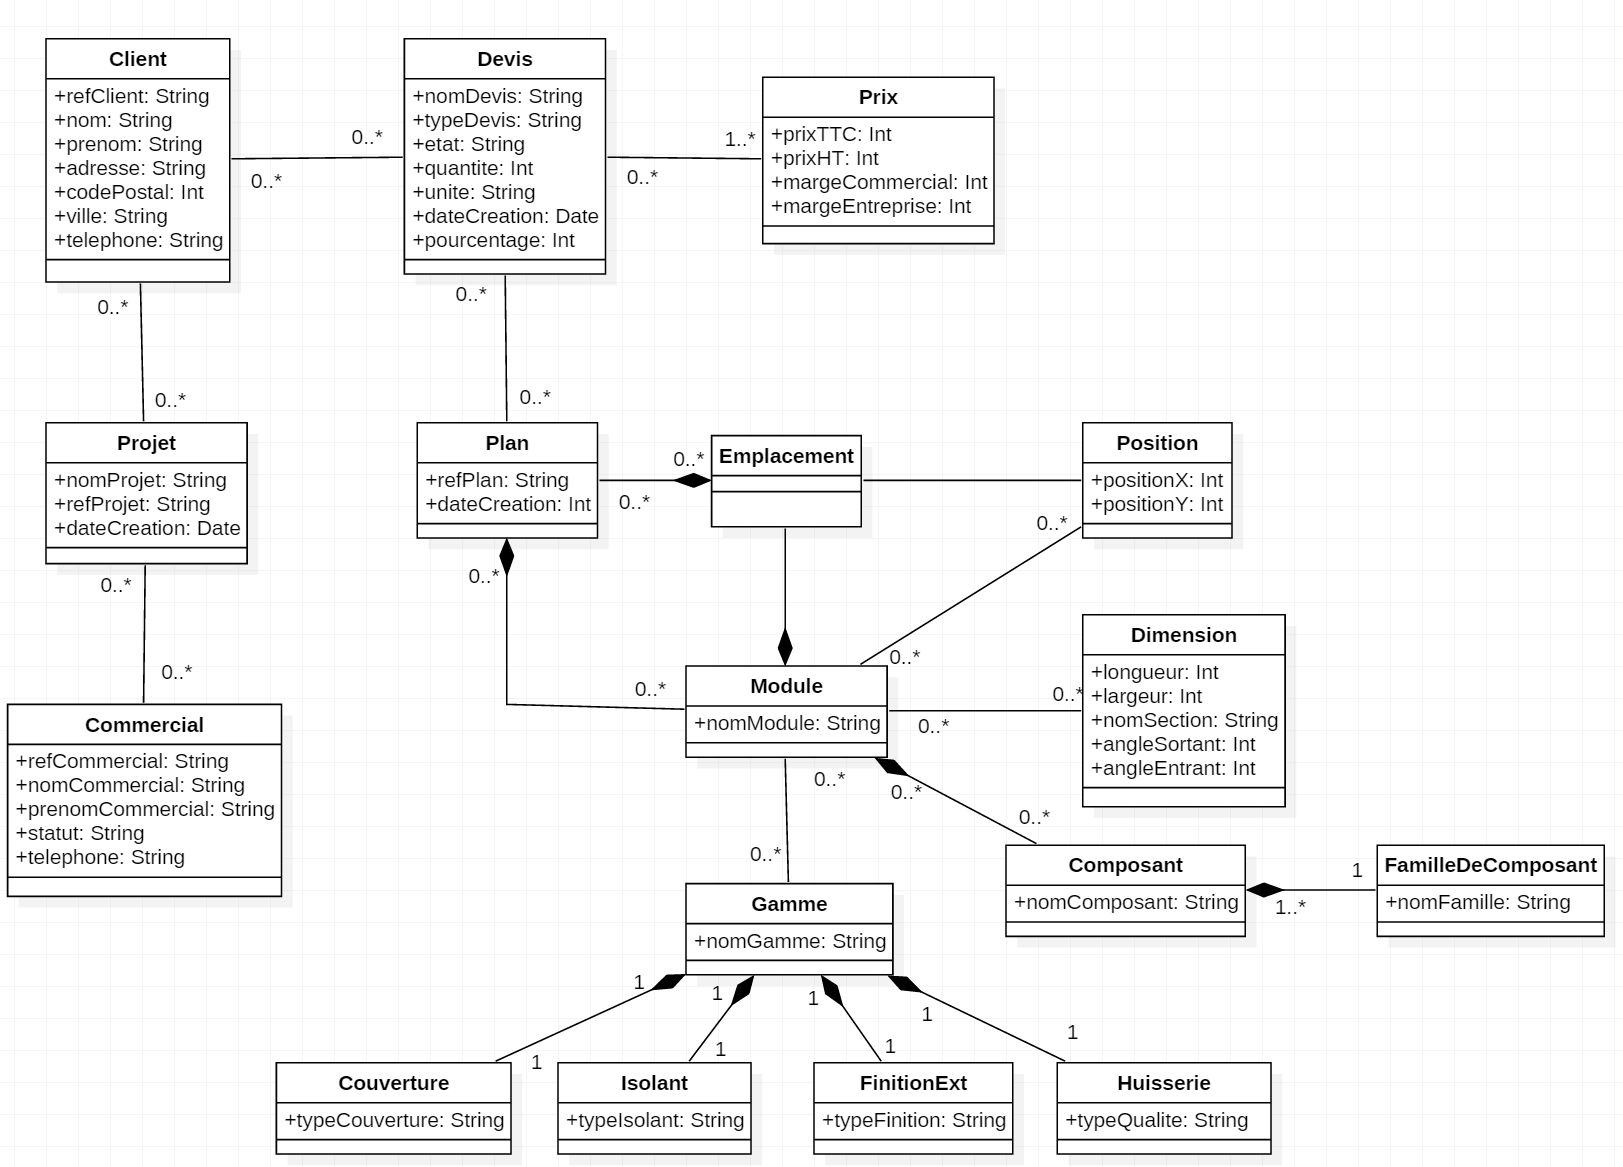 Client
+refClient: String
+nom: String
+prenom: String
+adresse: String
+codePostal: Int
+ville: String
+telephone: String
0..*
0..*
Devis
+nomDevis: String
+typeDevis: String
+etat: String
+quantite: Int
+unite: String
+dateCreation: Date
+pourcentage: Int
1..*
0..*
Prix
+prixTTC: Int
+prixHT: Int
+margeCommercial: Int
+margeEntreprise: Int
0..*
0..*
0..*
0..*
Projet
+nomProjet: String
+refProjet: String
+dateCreation: Date
Plan
+refPlan: String
+dateCreation: Int
0..*
0..*
Emplacement
Position
+positionX: Int
+positionY: Int
0..*
0..*
0..*
0..*
0..*
0..*
Commercial
+refCommercial: String
+nomCommercial: String
+prenomCommercial: String
+statut: String
+telephone: String
Module
+nomModule: String
0..*
0..*
Dimension
+longueur: Int
+largeur: Int
+nomSection: String
+angleSortant: Int
+angleEntrant: Int
0..*
0..*
0..*
0..*
Composant
+nomComposant: String
1
1..*
FamilleDeComposant
+nomFamille: String
Gamme
+nomGamme: String
1
1
1
1
1
1
1
1
Couverture
+typeCouverture: String
Isolant
+typeIsolant: String
FinitionExt
+typeFinition: String
Huisserie
+typeQualite: String